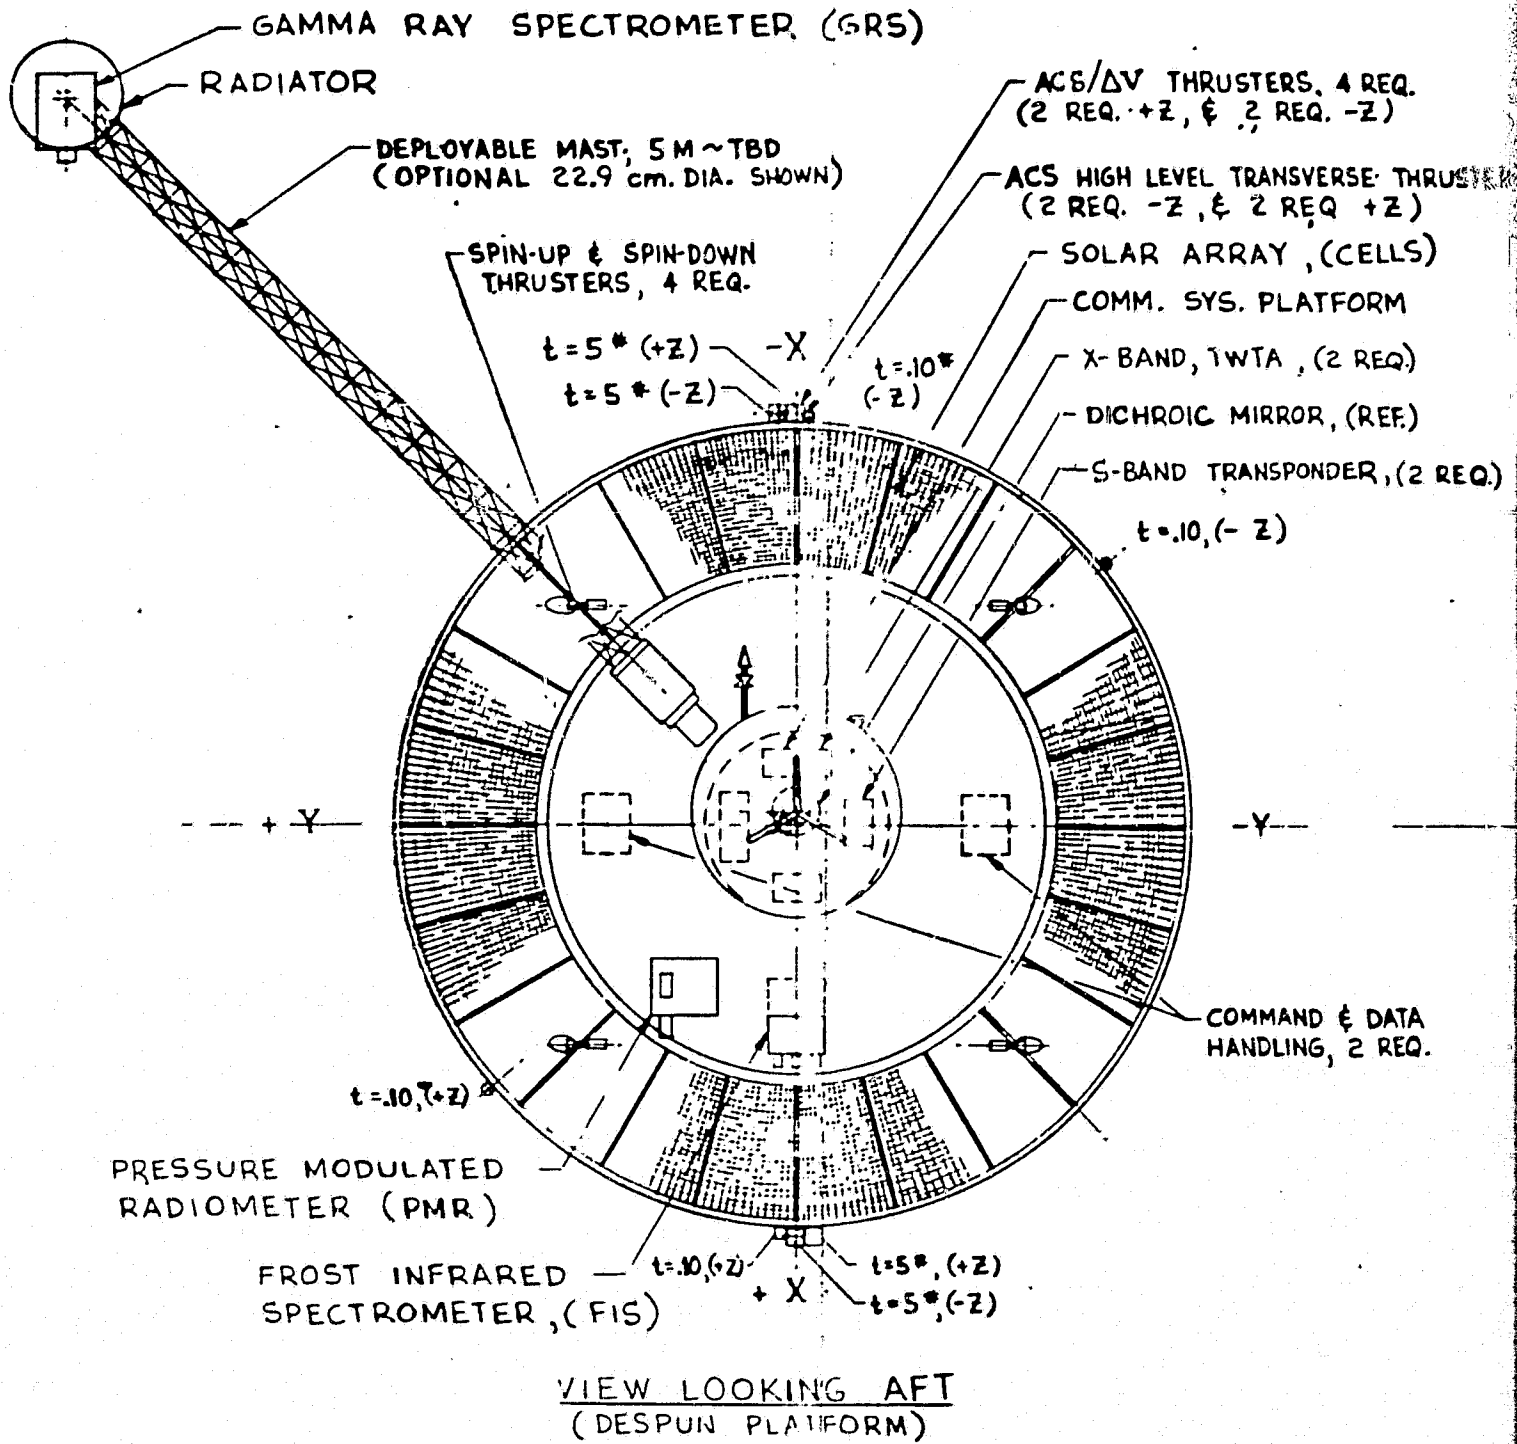 GAMMA RAY SPECTROMETER, (GRS)
RADIATOR
DEPLOYABLE MAST, 5 M ~ TBD
(OPTIONAL 22.9 cm. DIA. SHOWN)
SPIN-UP & SPIN-DOWN
THRUSTERS, 4 REQ.
ACS/ΔV THRUSTERS, 4 REQ.
(2 REQ. +Z, & 2 REQ. -Z)
ACS HIGH LEVEL TRANSVERSE
(2 REQ. -Z, & 2 REQ +Z)
SOLAR ARRAY, (CELLS)
COMM. SYS. PLATFORM
X-BAND, TWTA, (2 REQ.)
DICHROIC MIRROR, (REF.)
S-BAND TRANSPONDER, (2 REQ.)
t=5# (+Z)
t=5# (-Z)
-X
t=.10#
(-Z)
t=.10, (-Z)
+Y
-Y
COMMAND & DATA
HANDLING, 2 REQ.
t=.10, (+Z)
PRESSURE MODULATED
RADIOMETER (PMR)
FROST INFRARED
SPECTROMETER, (FIS)
t=.10, (+Z)
+X
t=5#, (+Z)
t=5#, (-Z)
VIEW LOOKING AFT
(DESPUN PLATFORM)